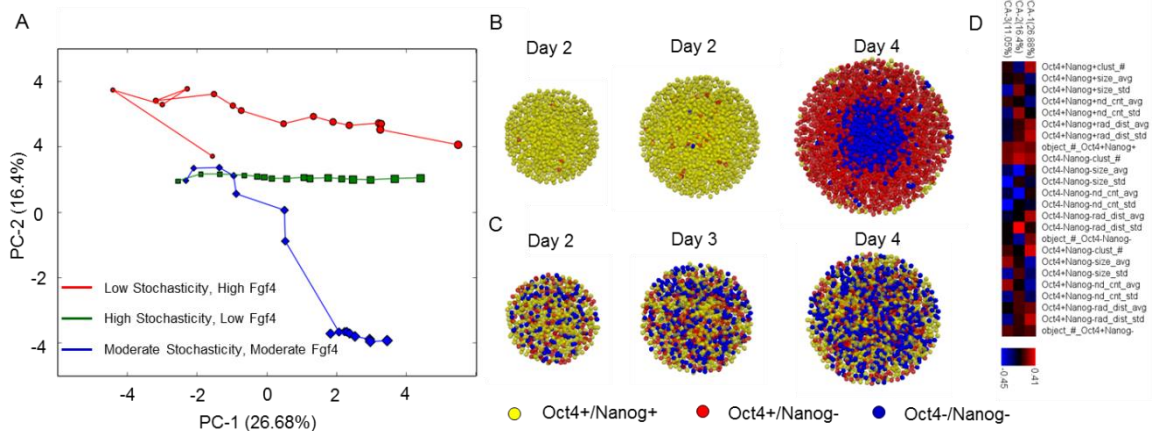 A
4
4
0
-2
-4
-4
-2
0
2
4
6
PC-2 (16.4%)
PC-1 (26.68%)
Low Stochasticity, High Fgf4
High Stochasticity, Low Fgf4
Moderate Stochasticity, Moderate Fgf4
B
Day 2
Day 2
Day 4
C
Day 2
Day 3
Day 4
Oct4+/Nanog+
Oct4+/Nanog-
Oct4-/Nanog-
D
CA-3(11.05%)
CA-2(16.4%)
CA-1(26.88%)
Oct4+Nanog+clust_#
Oct4+Nanog+size_avg
Oct4+Nanog+size_std
Oct4+Nanog+nd_cnt_avg
Oct4+Nanog+nd_cnt_std
Oct4+Nanog+rad_dist_avg
Oct4+Nanog+rad_dist_std
object_#_Oct4+Nanog+
Oct4-Nanog-clust_#
Oct4-Nanog-size_avg
Oct4-Nanog-size_std
Oct4-Nanog-nd_cnt_avg
Oct4-Nanog-nd_cnt_std
Oct4-Nanog-rad_dist_avg
Oct4-Nanog-rad_dist_std
object_#_Oct4-Nanog-
Oct4+Nanog-clust_#
Oct4+Nanog-size_avg
Oct4+Nanog-size_std
Oct4+Nanog-nd_cnt_avg
Oct4+Nanog-nd_cnt_std
Oct4+Nanog-rad_dist_avg
Oct4+Nanog-rad_dist_std
object_#_Oct4+Nanog-
-0.45
0.41